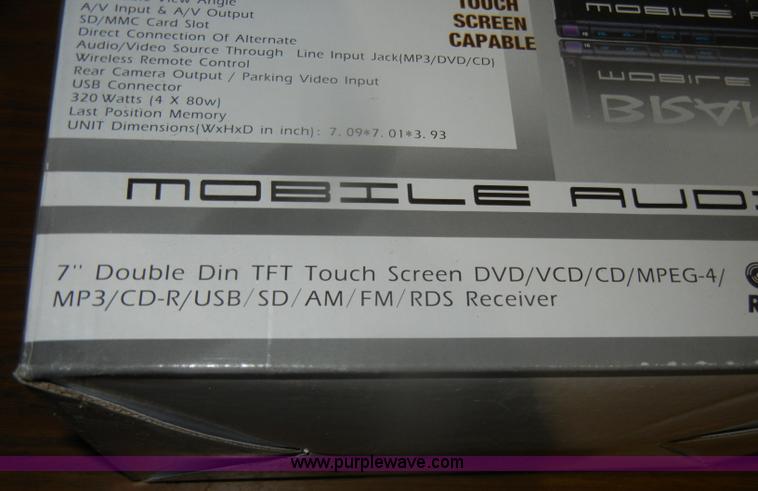 View Angle
A/V Input & A/V Output
SD/MMC Card Slot
Direct Connection Of Alternate
Audio/Video Source Through Line Input Jack(MP3/DVD/CD)
Wireless Remote Control
Rear Camera Output / Parking Video Input
USB Connector
320 Watts (4 X 80w)
Last Position Memory
UNIT Dimensions(WxHxD in inch): 7.09*7.01*3.93
TOUCH
SCREEN
CAPABLE
MOBILE
MOBILE
MOBILE AUDI
7" Double Din TFT Touch Screen DVD/VCD/CD/MPEG-4/
MP3/CD-R/USB/SD/AM/FM/RDS Receiver
www.purplewave.com